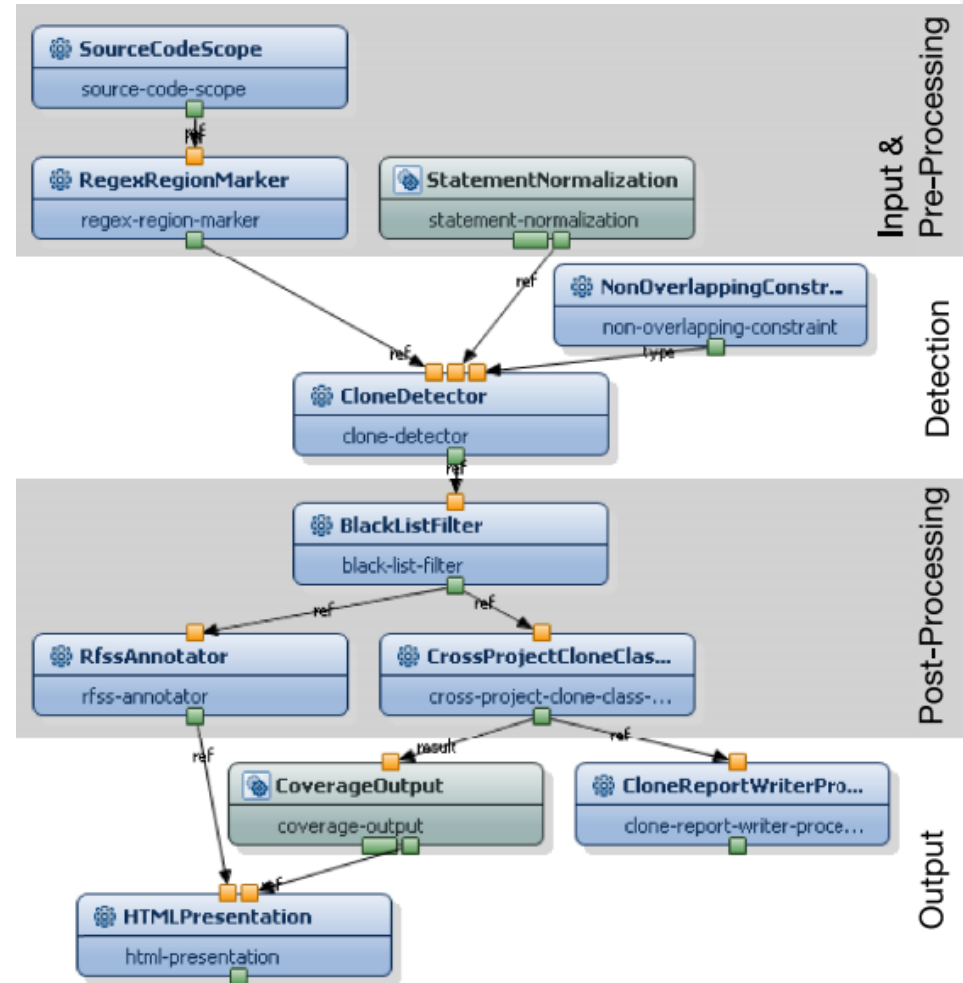 SourceCodeScope
source-code-scope
ref
RegexRegionMarker
regex-region-marker
StatementNormalization
statement-normalization
Input &
Pre-Processing
ref
NonOverlappingConstr...
non-overlapping-constraint
type
ref
CloneDetector
clone-detector
Detection
ref
BlackListFilter
black-list-filter
ref
ref
RfssAnnotator
rfss-annotator
CrossProjectCloneClas...
cross-project-clone-class-...
Post-Processing
ref
result
ref
CoverageOutput
coverage-output
CloneReportWriterPro...
clone-report-writer-proce...
ref
HTMLPresentation
html-presentation
Output